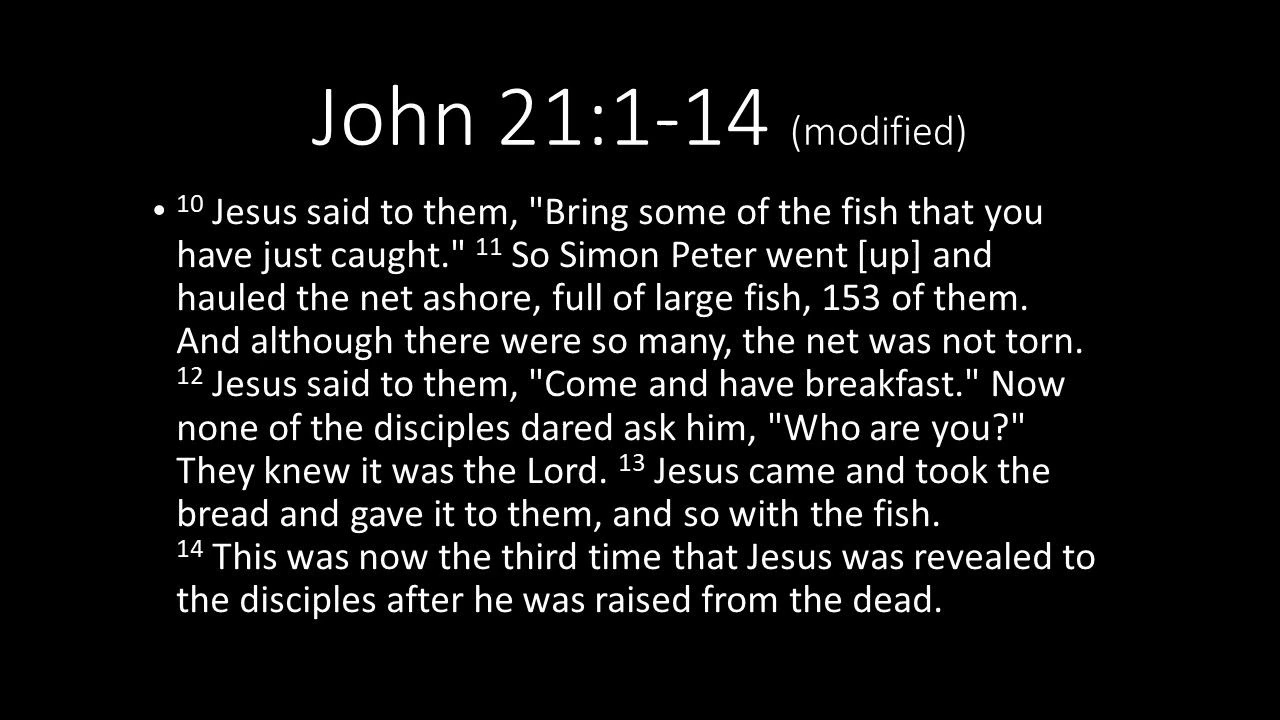 John 21:1-14 (modified)
• 10 Jesus said to them, "Bring some of the fish that you
have just caught." 11 So Simon Peter went [up] and
hauled the net ashore, full of large fish, 153 of them.
And although there were so many, the net was not torn.
12 Jesus said to them, "Come and have breakfast." Now
none of the disciples dared ask him, "Who are you?"
They knew it was the Lord. 13 Jesus came and took the
bread and gave it to them, and so with the fish.
14 This was now the third time that Jesus was revealed to
the disciples after he was raised from the dead.